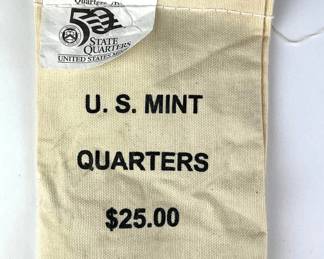 50
STATE
QUARTERS
UNITED STATES MINT
U. S. MINT
QUARTERS
$25.00